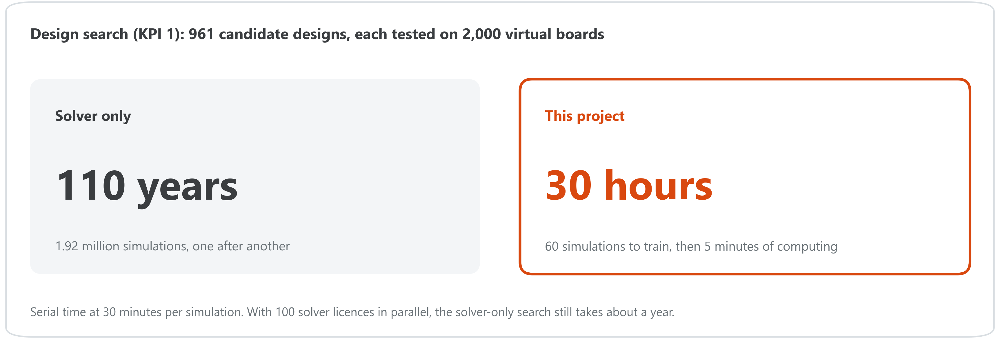 Design search (KPI 1): 961 candidate designs, each tested on 2,000 virtual boards
Solver only
110 years
1.92 million simulations, one after another
This project
30 hours
60 simulations to train, then 5 minutes of computing
Serial time at 30 minutes per simulation. With 100 solver licences in parallel, the solver-only search still takes about a year.